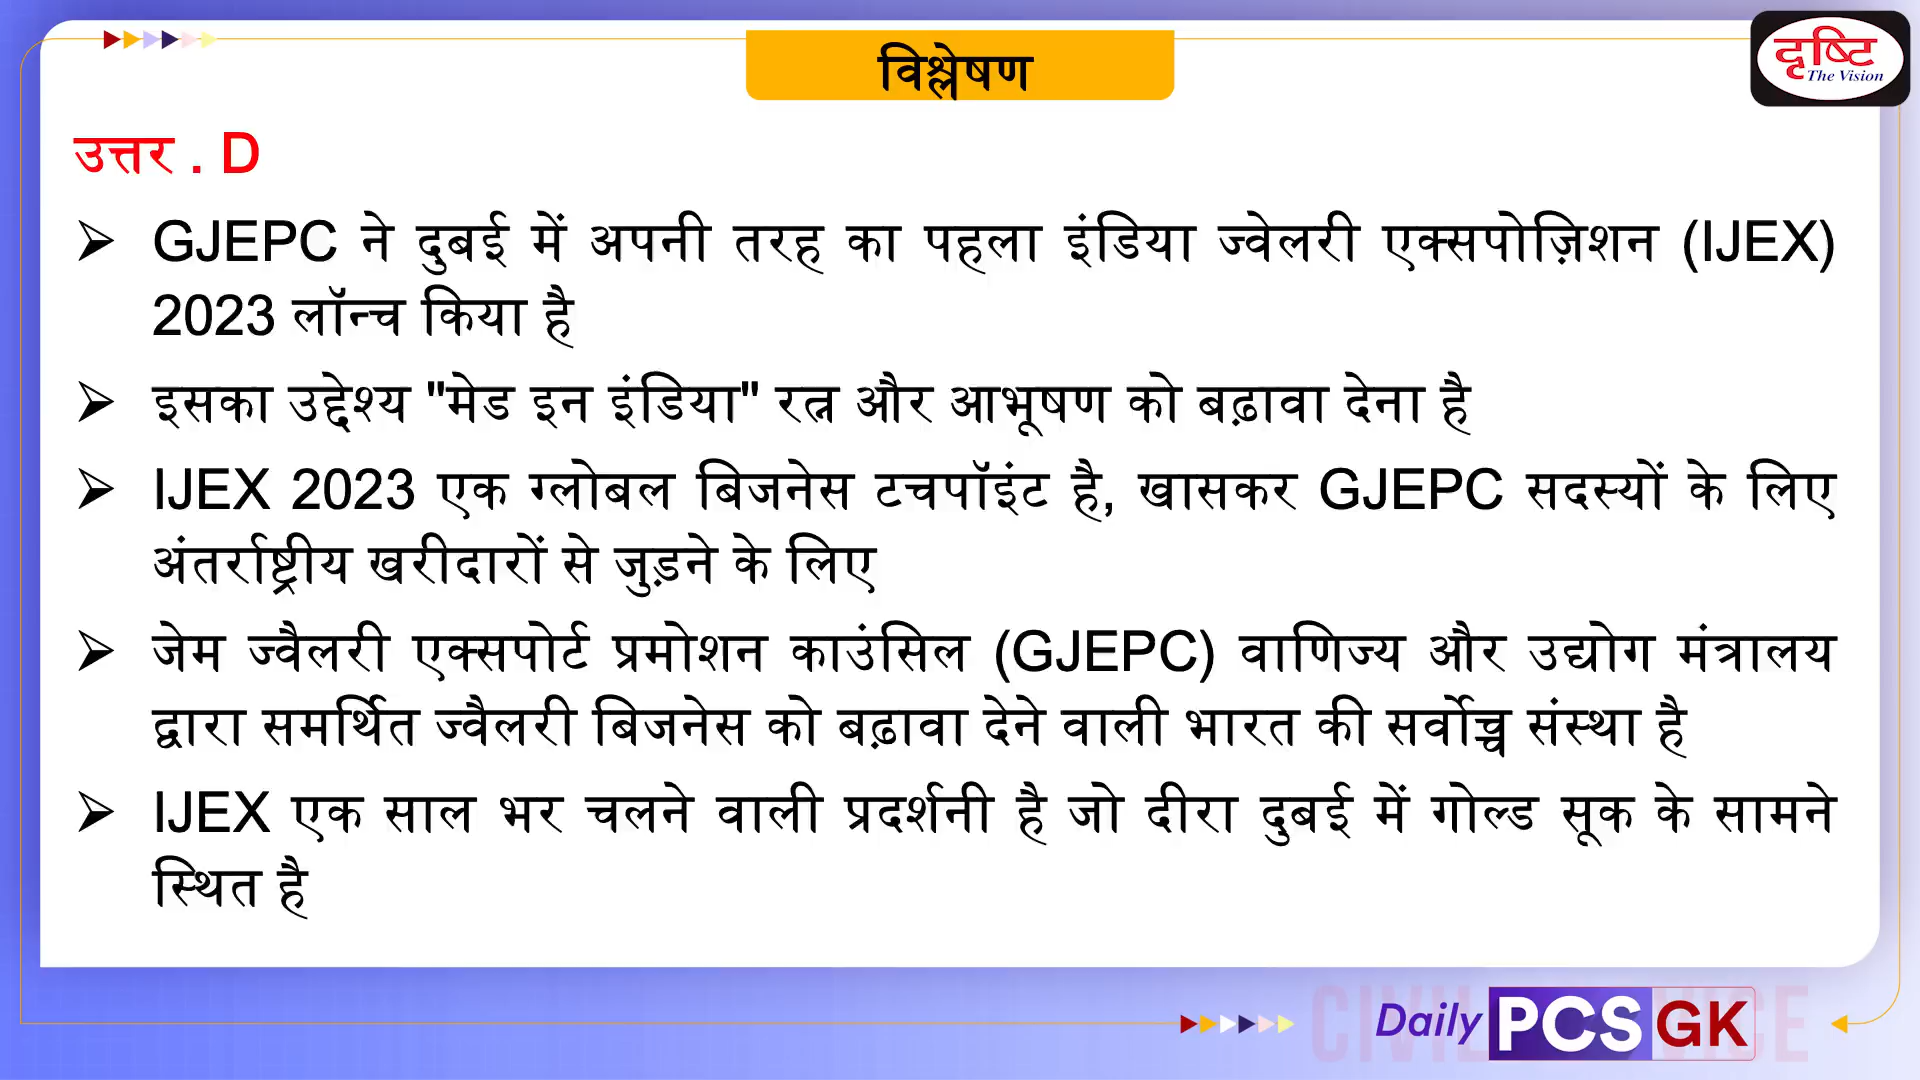 विश्लेषण
दृष्टि
The Vision
उत्तर . D
GJEPC ने दुबई में अपनी तरह का पहला इंडिया ज्वेलरी एक्सपोज़िशन (IJEX)
2023 लॉन्च किया है
इसका उद्देश्य "मेड इन इंडिया" रत्न और आभूषण को बढ़ावा देना है
IJEX 2023 एक ग्लोबल बिजनेस टचपॉइंट है, खासकर GJEPC सदस्यों के लिए
अंतर्राष्ट्रीय खरीदारों से जुड़ने के लिए
जेम ज्वैलरी एक्सपोर्ट प्रमोशन काउंसिल (GJEPC) वाणिज्य और उद्योग मंत्रालय
द्वारा समर्थित ज्वैलरी बिजनेस को बढ़ावा देने वाली भारत की सर्वोच्च संस्था है
IJEX एक साल भर चलने वाली प्रदर्शनी है जो दीरा दुबई में गोल्ड सूक के सामने
स्थित है
Daily PCS GK